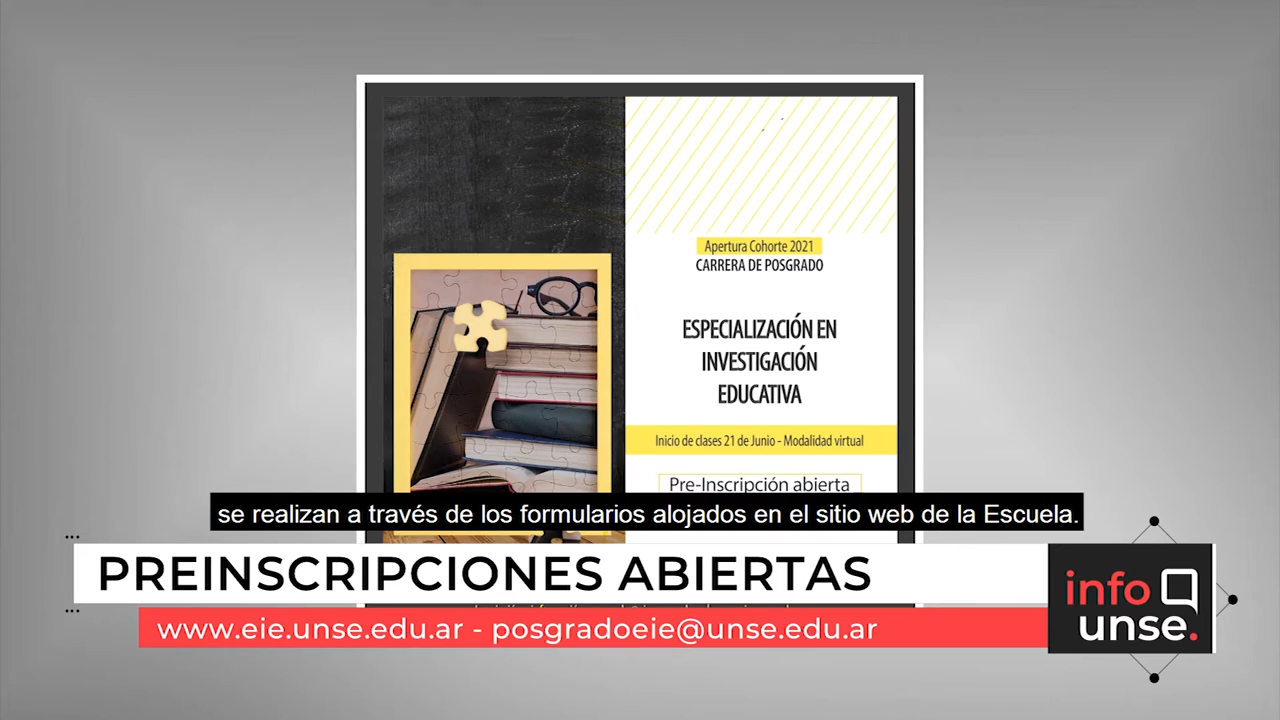 Apertura Cohorte 2021
CARRERA DE POSGRADO
ESPECIALIZACIÓN EN
INVESTIGACIÓN
EDUCATIVA
Inicio de clases 21 de Junio - Modalidad virtual
Pre-Inscripción abierta
se realizan a través de los formularios alojados en el sitio web de la Escuela.
PREINSCRIPCIONES ABIERTAS
www.eie.unse.edu.ar - posgradoeie@unse.edu.ar
info
unse.